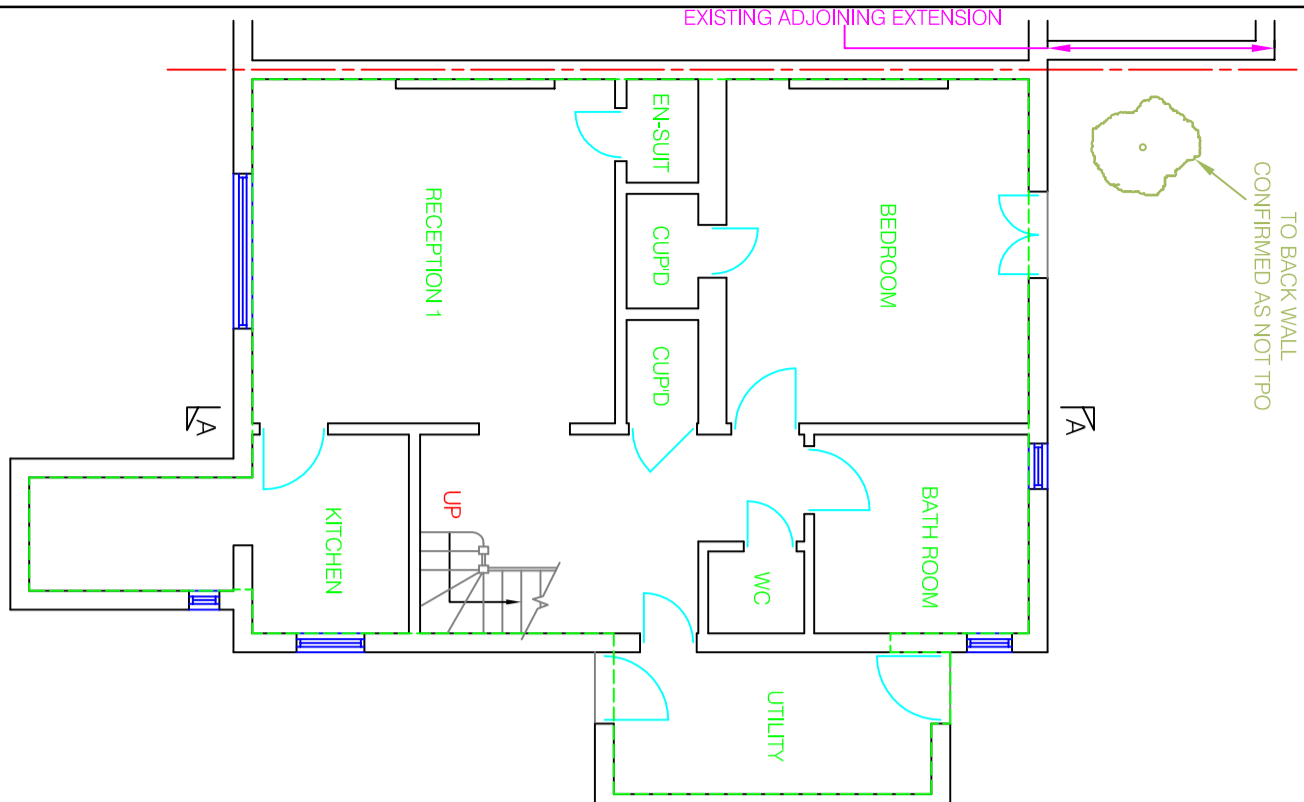 EXISTING ADJOINING EXTENSION
TO BACK WALL
CONFIRMED AS NOT TPO
EN-SUIT
RECEPTION 1
CUP'D
BEDROOM
CUP'D
A
A
UP
KITCHEN
BATH ROOM
WC
UTILITY